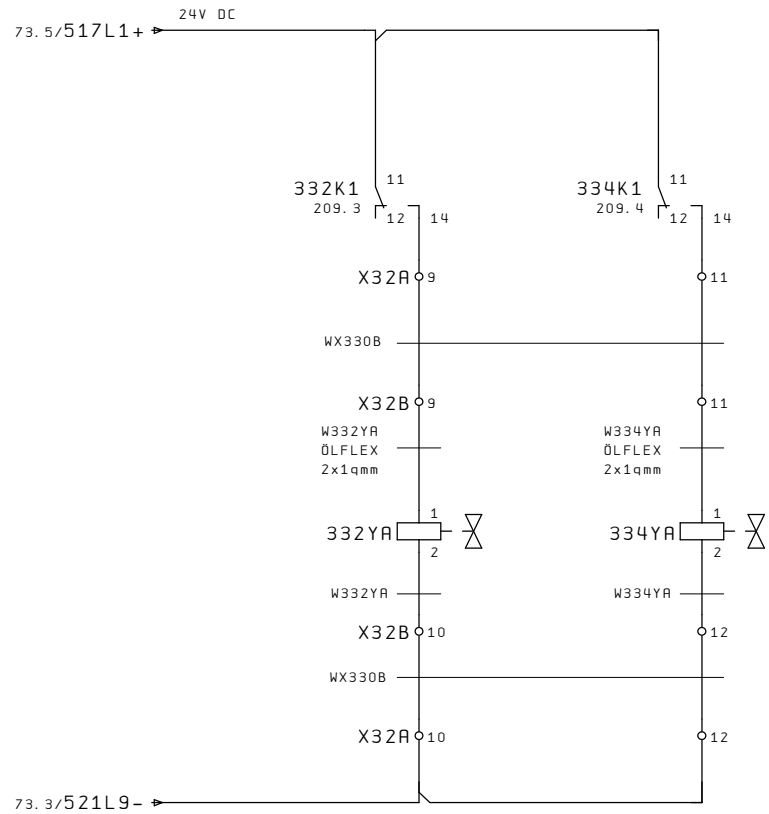 24V DC
73.5/517L1+
332K1 11
209.3 12 14
334K1 11
209.4 12 14
X32A 9
11
WX330B
X32B 9
11
W332YA
ÖLFLEX
2x1qmm
W334YA
ÖLFLEX
2x1qmm
1
332YA
2
1
334YA
2
W332YA
W334YA
X32B 10
12
WX330B
X32A 10
12
73.3/521L9-